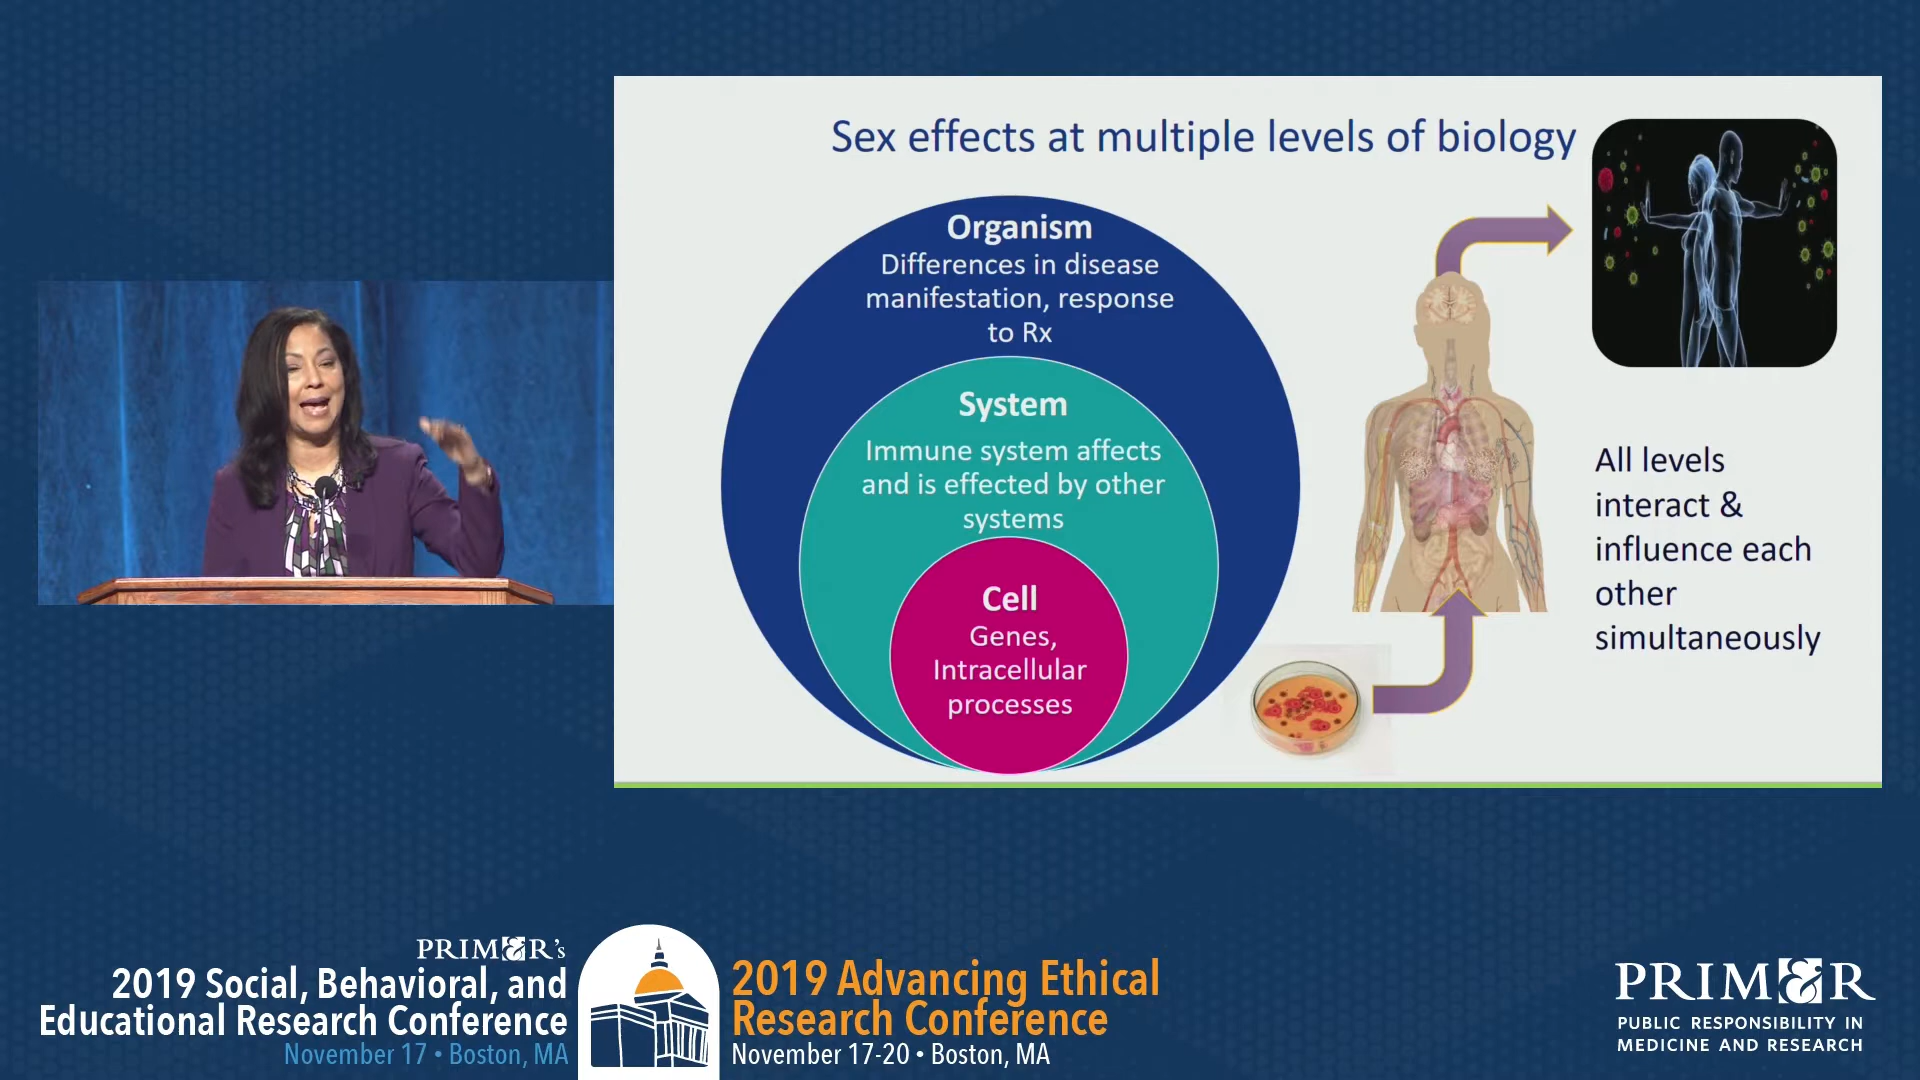 Sex effects at multiple levels of biology
Organism
Differences in disease
manifestation, response
to Rx
System
Immune system affects
and is effected by other
systems
Cell
Genes,
Intracellular
processes
All levels
interact &
influence each
other
simultaneously
PRIM&R's
2019 Social, Behavioral, and
Educational Research Conference
November 17 • Boston, MA
2019 Advancing Ethical
Research Conference
November 17-20 • Boston, MA
PRIM&R
PUBLIC RESPONSIBILITY IN
MEDICINE AND RESEARCH